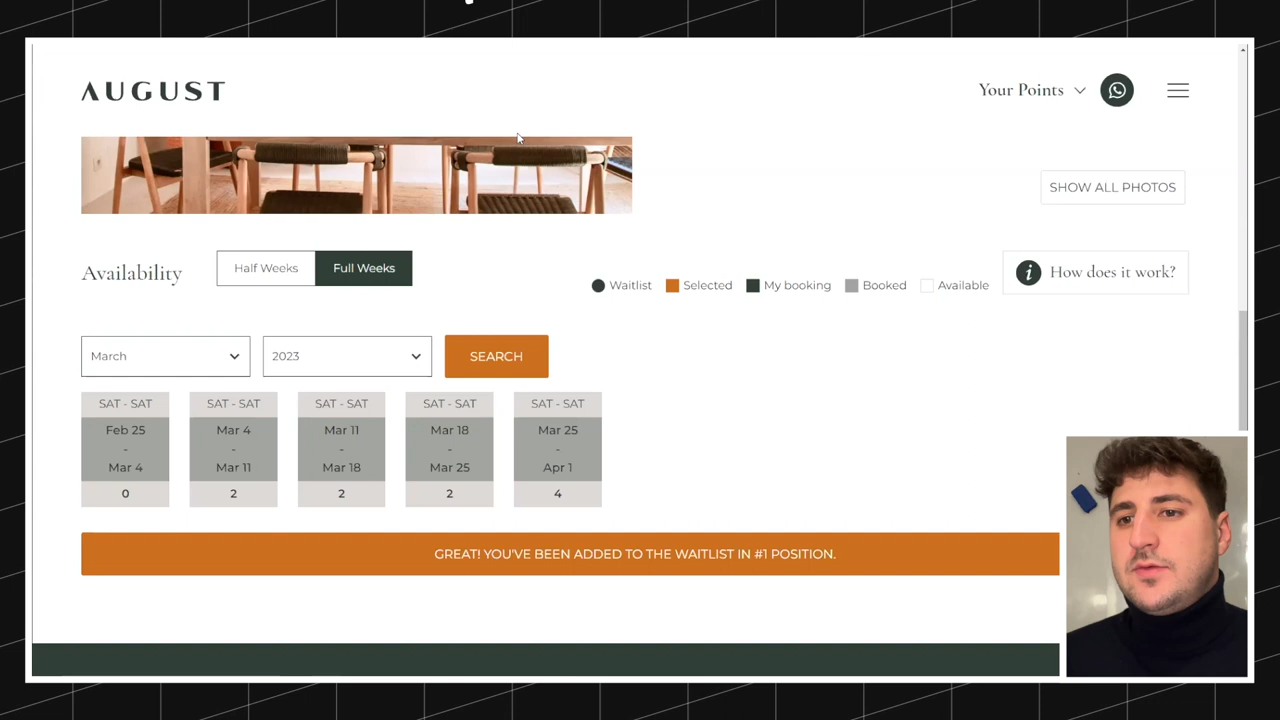 AUGUST
Your Points
SHOW ALL PHOTOS
Availability
Half Weeks
Full Weeks
Waitlist
Selected
My booking
Booked
Available
i
How does it work?
March
2023
SEARCH
SAT - SAT
Feb 25
-
Mar 4
0
SAT - SAT
Mar 4
-
Mar 11
2
SAT - SAT
Mar 11
-
Mar 18
2
SAT - SAT
Mar 18
-
Mar 25
2
SAT - SAT
Mar 25
-
Apr 1
4
GREAT! YOU'VE BEEN ADDED TO THE WAITLIST IN #1 POSITION.